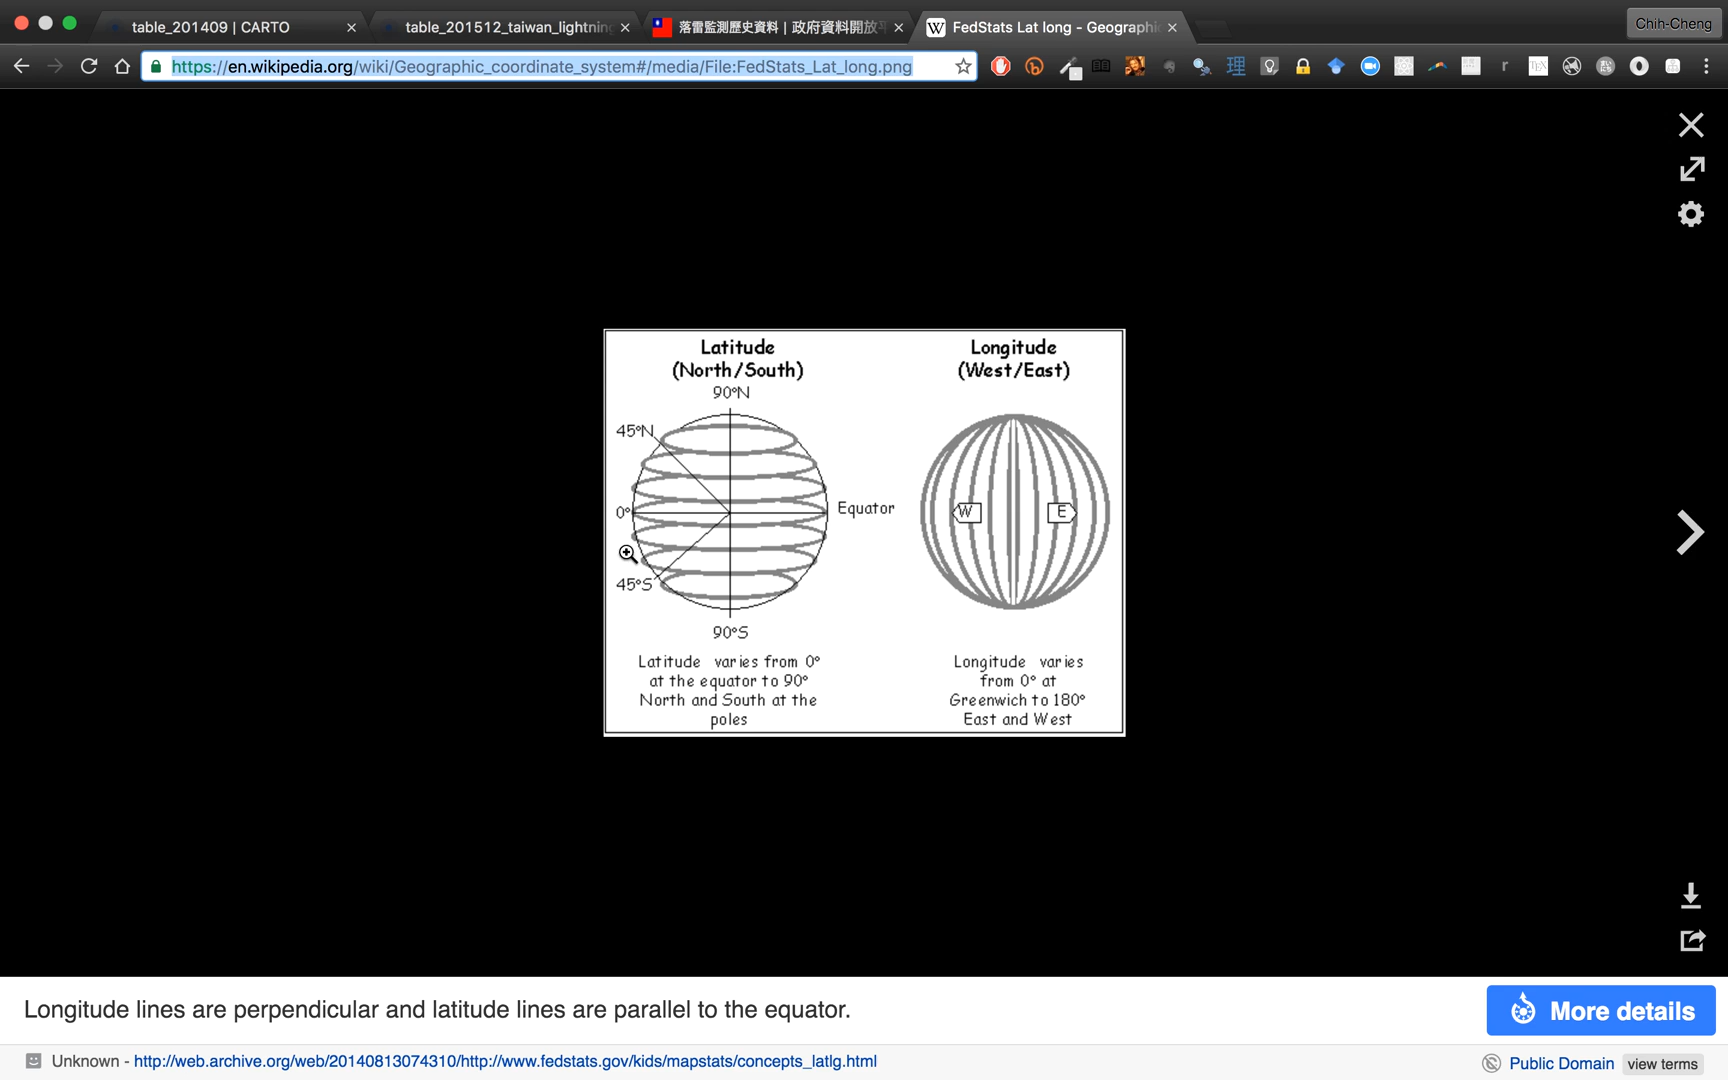 table_201409 | CARTO
table_201512_taiwan_lightning
落雷監測歷史資料 | 政府資料開放
FedStats Lat long - Geographi
Chih-Cheng
https://en.wikipedia.org/wiki/Geographic_coordinate_system#/media/File:FedStats_Lat_long.png
Latitude
(North/South)
90°N
45°N
0°
Equator
45°S
90°S
Latitude varies from 0°
at the equator to 90°
North and South at the
poles
Longitude
(West/East)
W
E
Longitude varies
from 0° at
Greenwich to 180°
East and West
Longitude lines are perpendicular and latitude lines are parallel to the equator.
More details
Unknown - http://web.archive.org/web/20140813074310/http://www.fedstats.gov/kids/mapstats/concepts_latlg.html
Public Domain
view terms